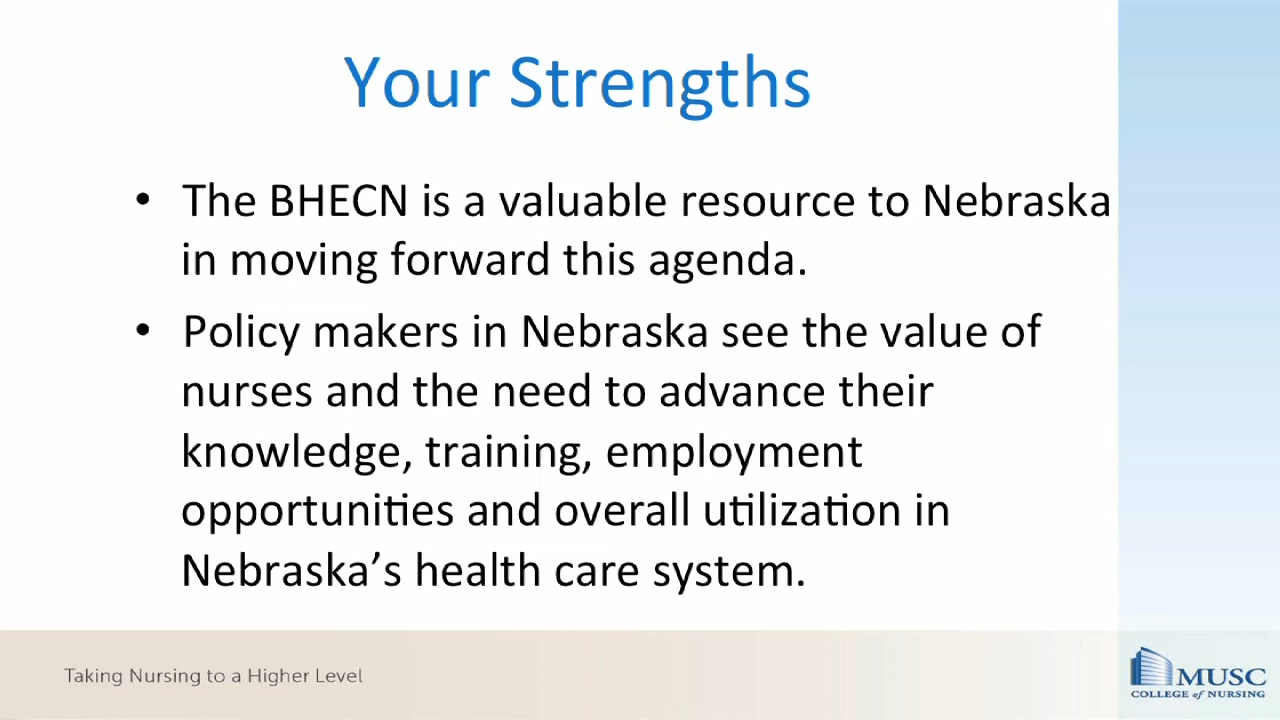 Your Strengths
• The BHECN is a valuable resource to Nebraska
in moving forward this agenda.
• Policy makers in Nebraska see the value of
nurses and the need to advance their
knowledge, training, employment
opportunities and overall utilization in
Nebraska’s health care system.
Taking Nursing to a Higher Level
MUSC
COLLEGE of NURSING